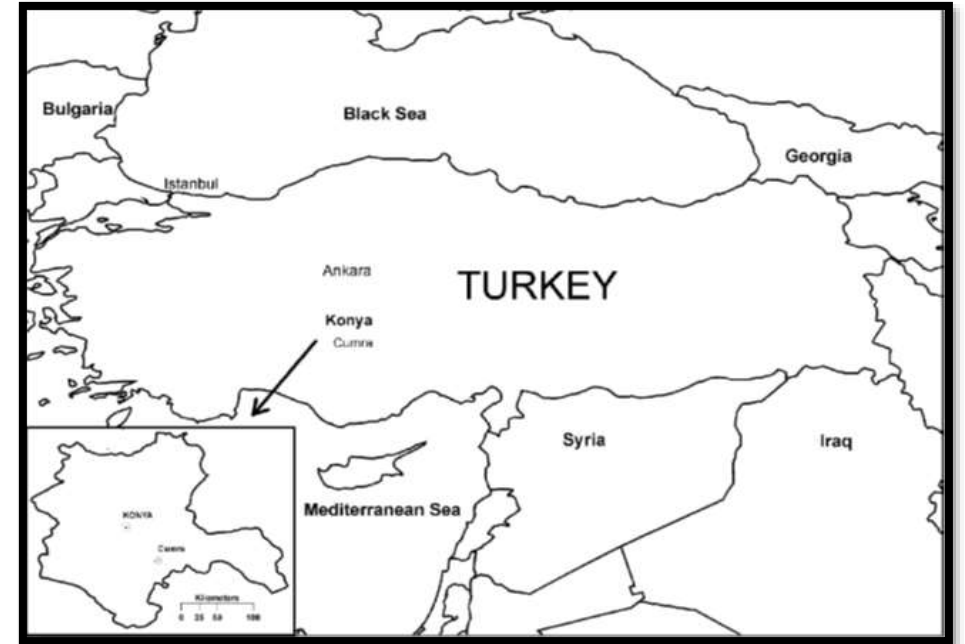 Bulgaria
Black Sea
Georgia
Istanbul
Ankara
TURKEY
Konya
Cumra
Syria
Iraq
Mediterranean Sea
KONYA
Cumra
Kilometers
0 25 50 100